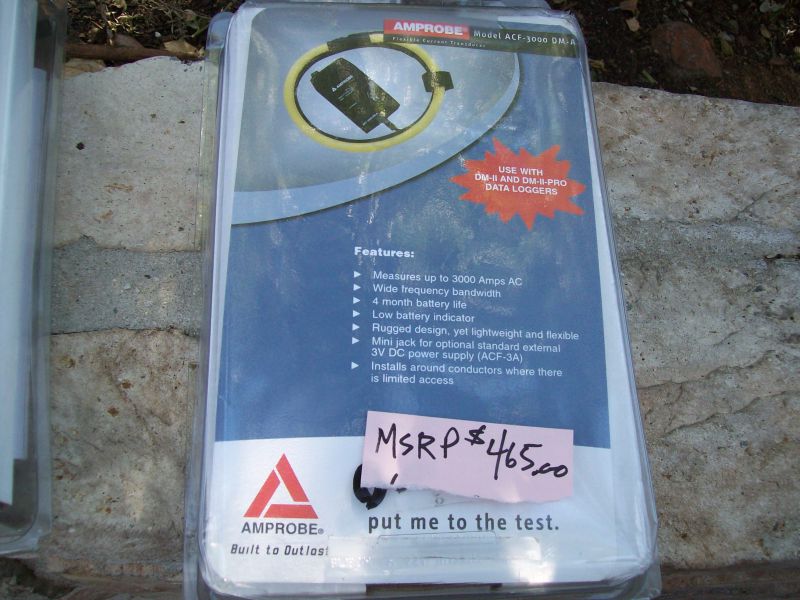 AMPROBE® Model ACF-3000 DM-A
Flexible Current Transducer
AMPROBE
USE WITH
DM-II AND DM-II-PRO
DATA LOGGERS
Features:
Measures up to 3000 Amps AC
Wide frequency bandwidth
4 month battery life
Low battery indicator
Rugged design, yet lightweight and flexible
Mini jack for optional standard external
3V DC power supply (ACF-3A)
Installs around conductors where there
is limited access
MSRP $465.00
AMPROBE®
Built to Outlast
put me to the test.